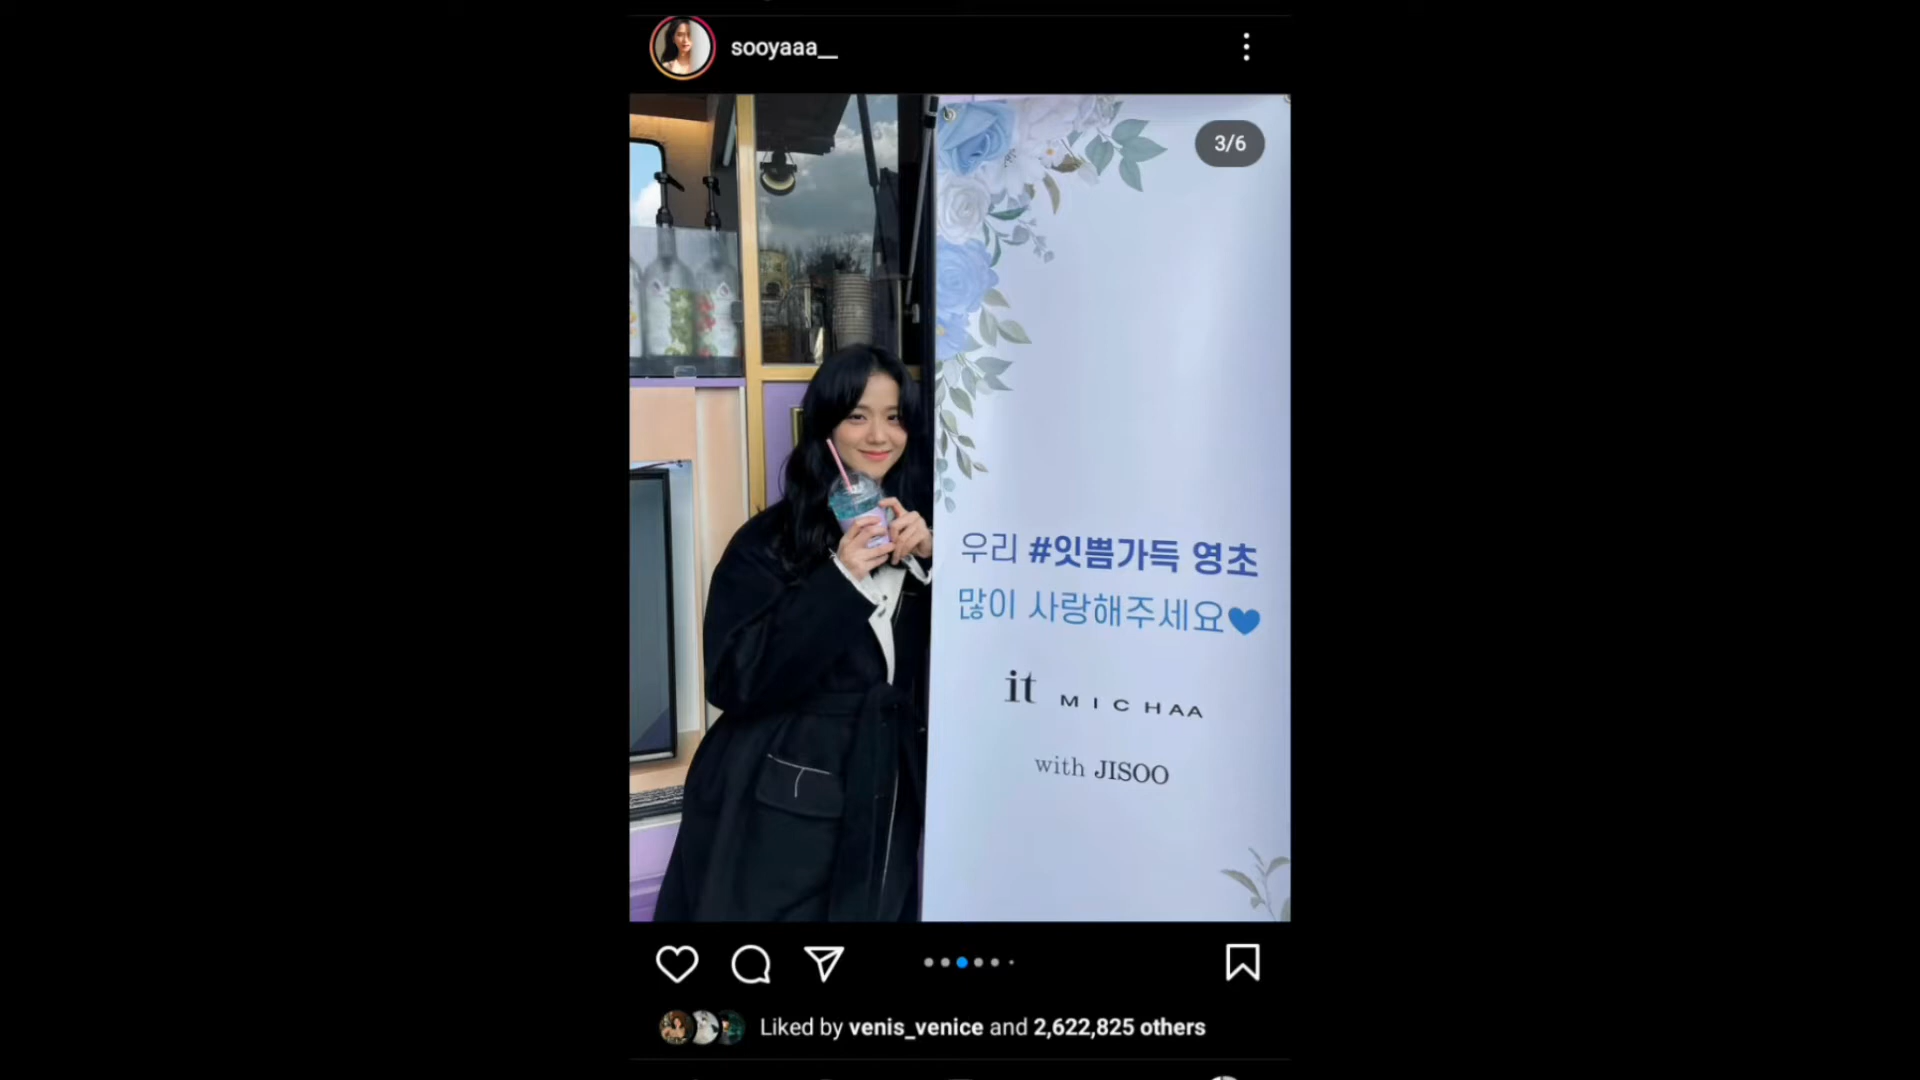 sooyaaa__
3/6
우리 #잇쁨가득 영초
많이 사랑해주세요💙
it MICHAA
with JISOO
Liked by venis_venice and 2,622,825 others